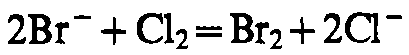 2Br⁻ + Cl₂ = Br₂ + 2Cl⁻